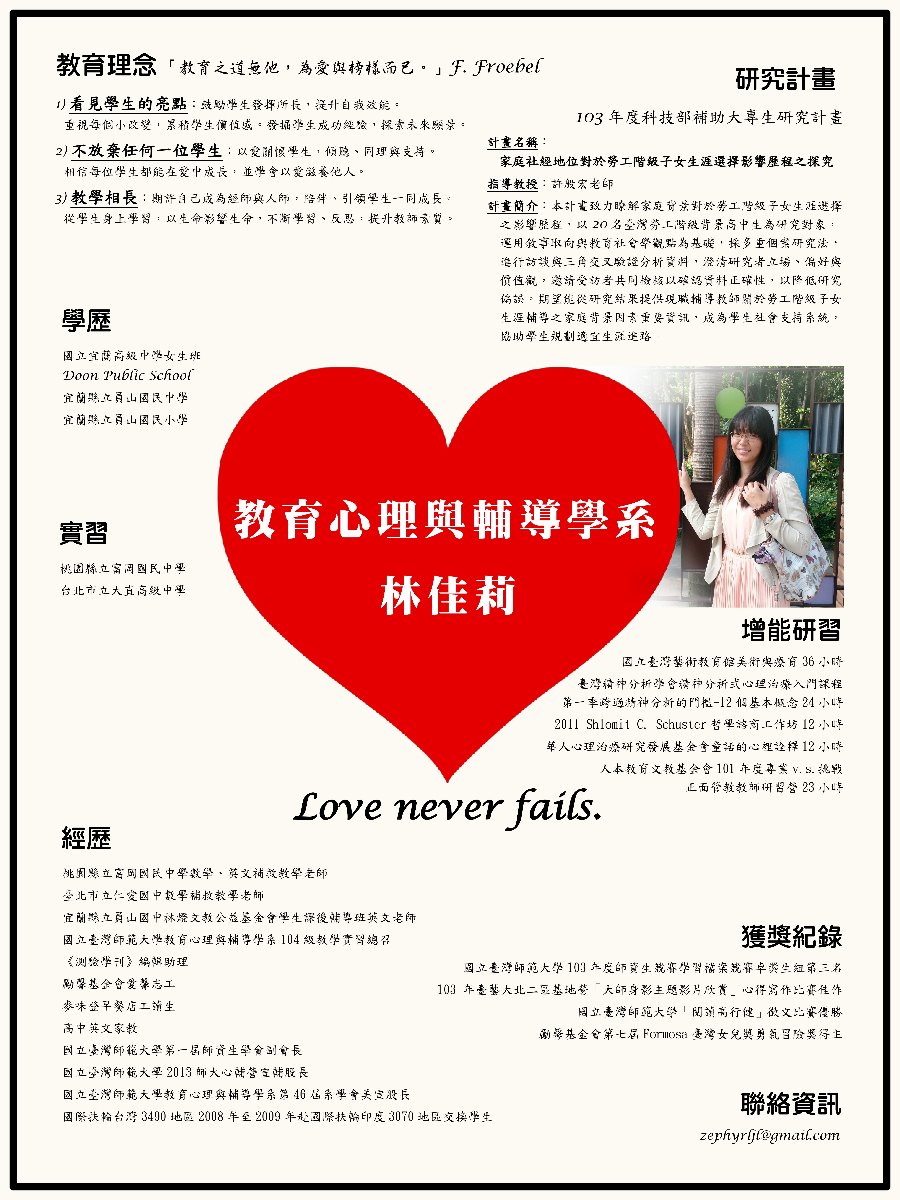 教育理念「教育之道無他，為愛與榜樣而已。」F. Froebel
1) 看見學生的亮點：鼓勵學生發揮所長，提升自我效能。
重視每個小改變，累積學生價值感。發掘學生成功經驗，探索未來願景。
2) 不放棄任何一位學生：以愛關懷學生，傾聽、同理與支持。
相信每位學生都能在愛中成長，並學會以愛滋養他人。
3) 教學相長：期許自己成為經師與人師，陪伴、引領學生一同成長。
從學生身上學習，以生命影響生命，不斷學習、反思，提升教師素質。
研究計畫
103 年度科技部補助大專生研究計畫
計畫名稱：
家庭社經地位對於勞工階級子女生涯選擇影響歷程之探究
指導教授：許殷宏老師
計畫簡介：本計畫致力瞭解家庭背景對於勞工階級子女生涯選擇
之影響歷程，以 20 名臺灣勞工階級背景高中生為研究對象，
運用敘事取向與教育社會學觀點為基礎，採多重個案研究法，
進行訪談與三角交叉驗證分析資料，澄清研究者立場、偏好與
價值觀，邀請受訪者共同檢核以確認資料正確性，以降低研究
偏誤。期望能從研究結果提供現職輔導教師關於勞工階級子女
生涯輔導之家庭背景因素重要資訊，成為學生社會支持系統，
協助學生規劃適宜生涯進路。
學歷
國立宜蘭高級中學女生班
Doon Public School
宜蘭縣立員山國民中學
宜蘭縣立員山國民小學
實習
桃園縣立富岡國民中學
台北市立大直高級中學
教育心理與輔導學系
林佳莉
Love never fails.
增能研習
國立臺灣藝術教育館美術與療育 36 小時
臺灣精神分析學會精神分析式心理治療入門課程
第一季跨過精神分析的門檻-12 個基本概念 24 小時
2011 Shlomit C. Schuster 哲學諮商工作坊 12 小時
華人心理治療研究發展基金會童話的心理詮釋 12 小時
人本教育文教基金會 101 年度專業 v.s.挑戰
正面管教教師研習營 23 小時
經歷
桃園縣立富岡國民中學數學、英文補救教學老師
臺北市立仁愛國中數學補救教學老師
宜蘭縣立員山國中林燈文教公益基金會學生課後輔導班英文老師
國立臺灣師範大學教育心理與輔導學系 104 級教學實習總召
《測驗學刊》編輯助理
勵馨基金會愛馨志工
麥味登早餐店工讀生
高中英文家教
國立臺灣師範大學第一屆師資生學會副會長
國立臺灣師範大學 2013 師大心輔營宣輔股長
國立臺灣師範大學教育心理與輔導學系第 46 屆系學會美宣股長
國際扶輪台灣 3490 地區 2008 年至 2009 年赴國際扶輪印度 3070 地區交換學生
獲獎紀錄
國立臺灣師範大學 103 年度師資生競賽學習檔案競賽卓獎生組第三名
103 年臺藝大北二區基地營「大師身影主題影片欣賞」心得寫作比賽佳作
國立臺灣師範大學「閱讀高行健」徵文比賽優勝
勵馨基金會第七屆 Formosa 臺灣女兒獎勇氣冒險獎得主
聯絡資訊
zephyrljl@gmail.com